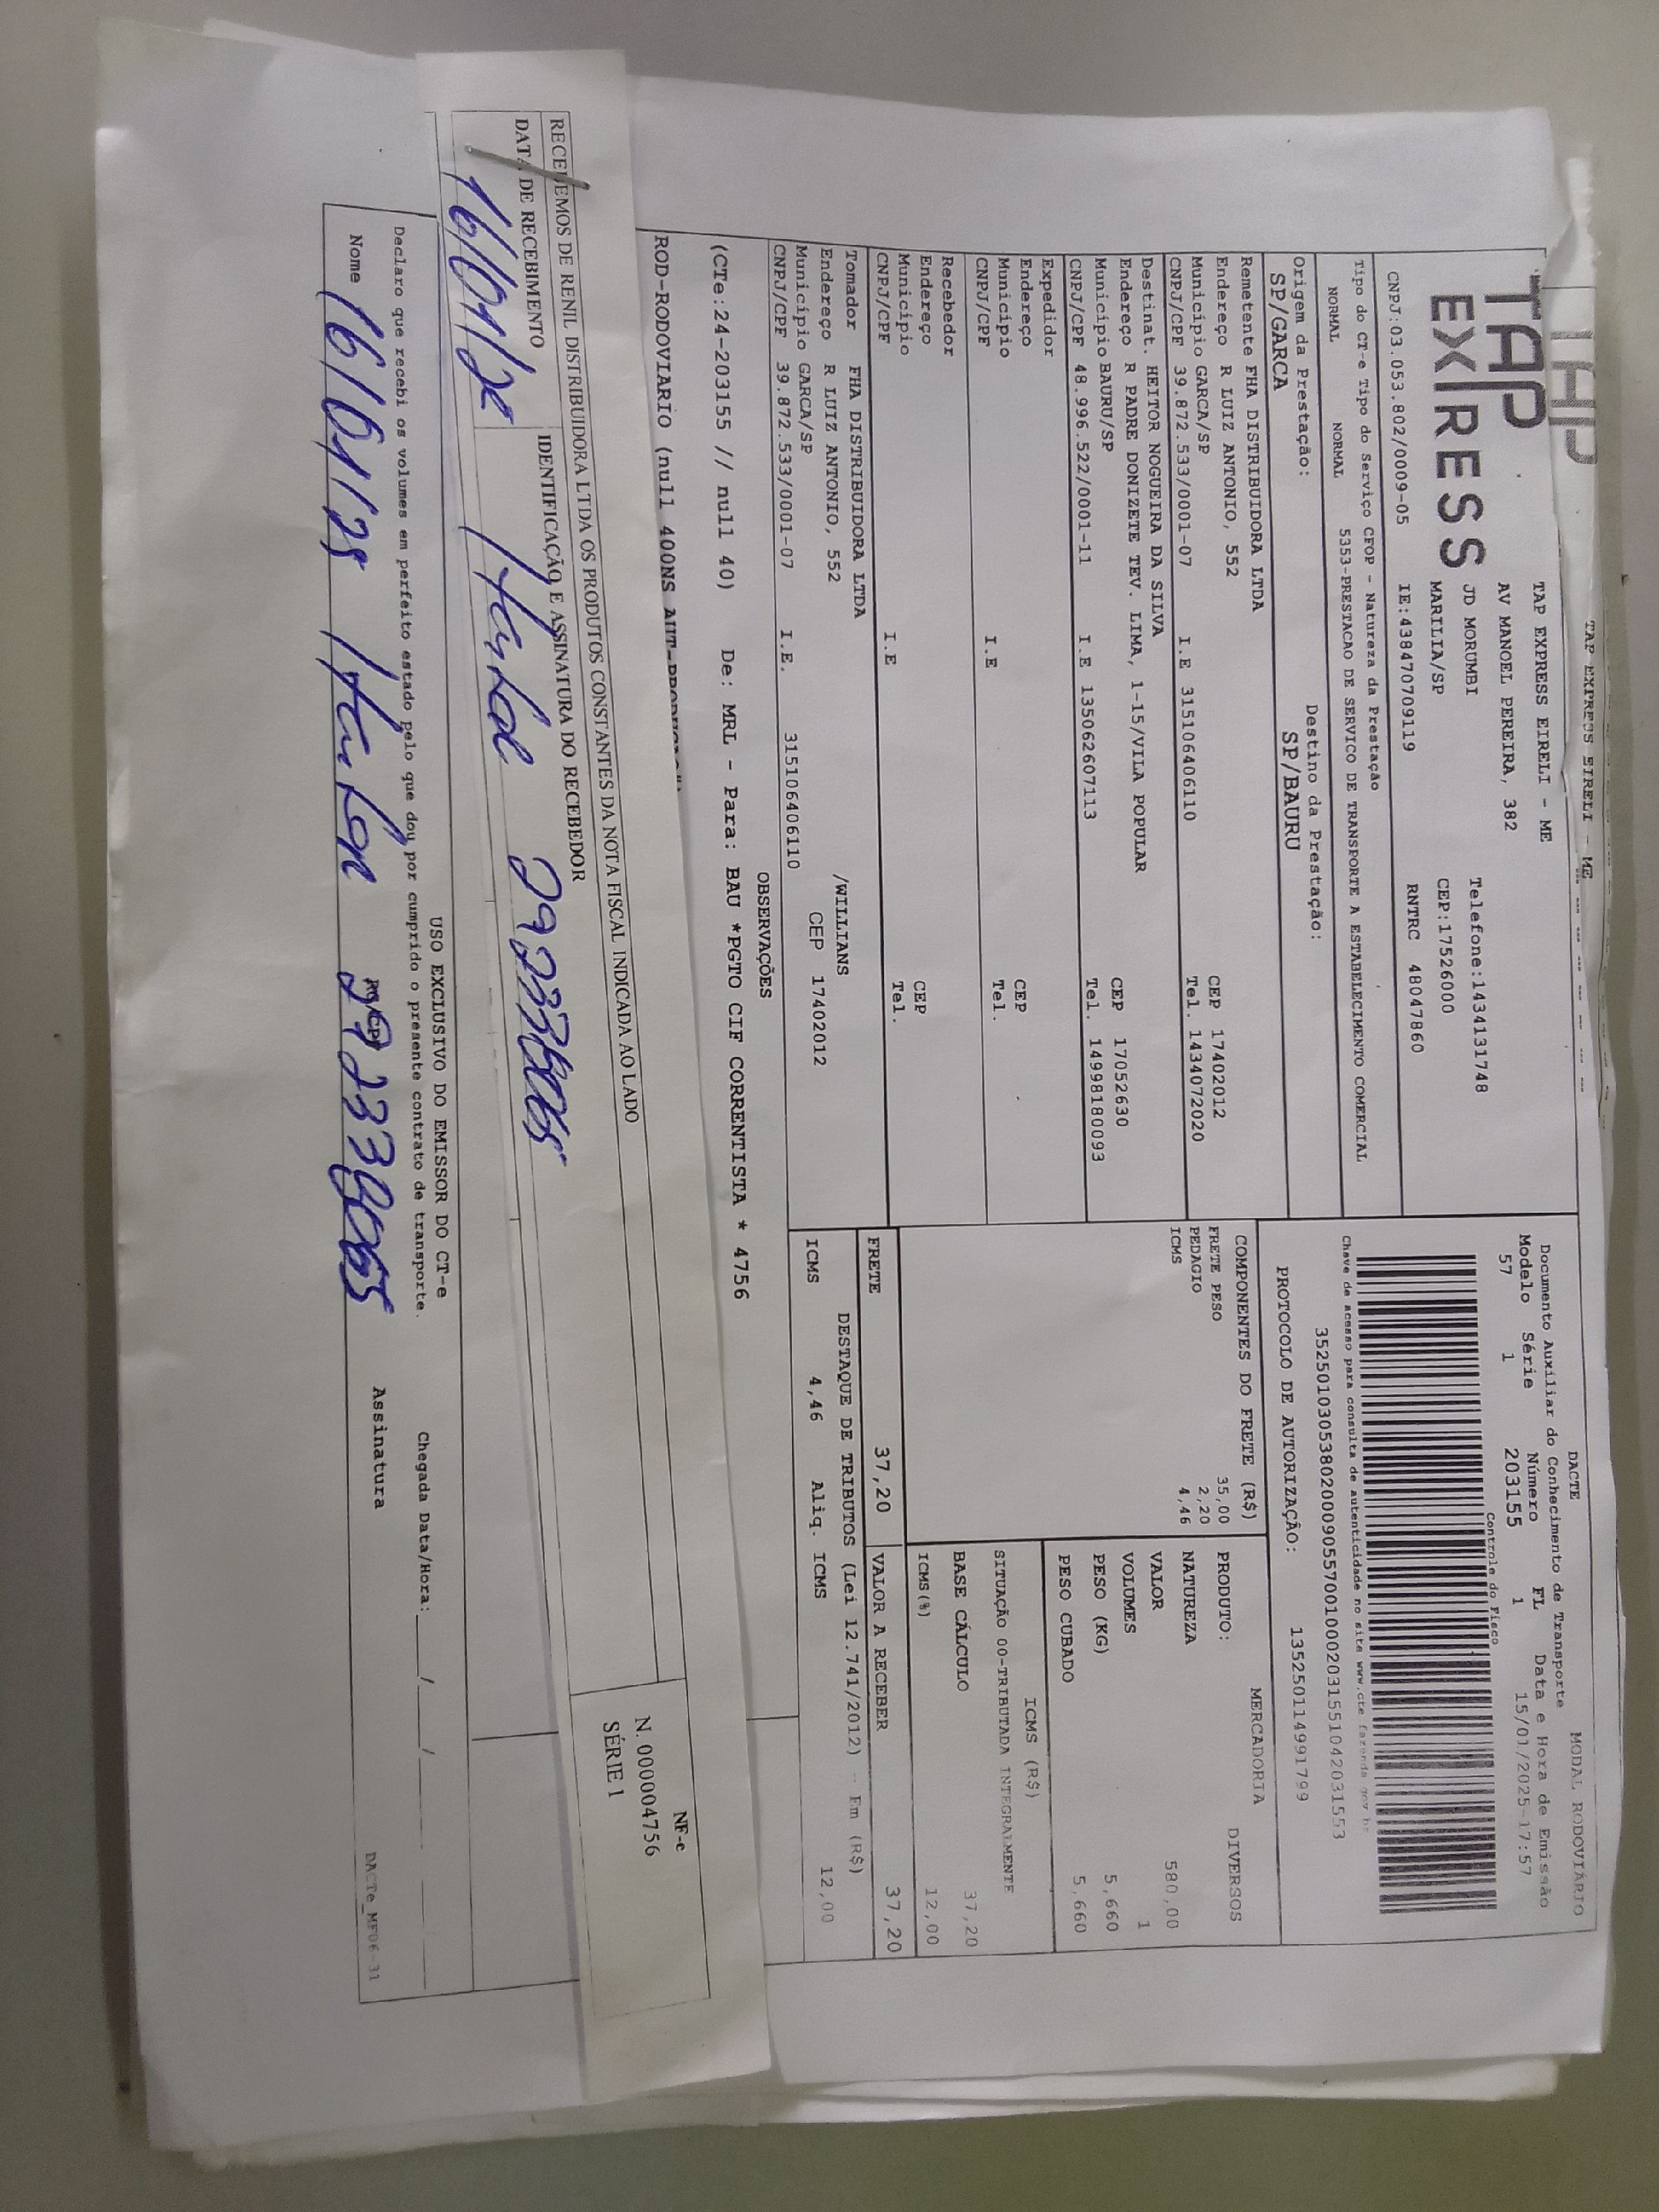 TAP EXPRESS EIRELI - ME
TAP
EXPRESS
TAP EXPRESS EIRELI - ME
AV MANOEL PEREIRA, 382
JD MORUMBI
Telefone:1434131748
MARILIA/SP
CEP:17526000
CNPJ:03.053.802/0009-05
IE:438470709119
RNTRC 48047860
DACTE
MODAL RODOVIÁRIO
Documento Auxiliar do Conhecimento de Transporte
Modelo Série Número FL Data e Hora de Emissão
57 1 203155 1 15/01/2025-17:57
Controle do Fisco
Chave de acesso para consulta de autenticidade no site www.cte.fazenda.gov.br
35250103053802000905570010002031551042031553
PROTOCOLO DE AUTORIZAÇÃO: 135250114991799
Tipo do CT-e Tipo do Serviço CFOP - Natureza da Prestação
NORMAL NORMAL 5353-PRESTACAO DE SERVICO DE TRANSPORTE A ESTABELECIMENTO COMERCIAL
Origem da Prestação: Destino da Prestação:
SP/GARCA SP/BAURU
Remetente FHA DISTRIBUIDORA LTDA
Endereço R LUIZ ANTONIO, 552 CEP 17402012
Município GARCA/SP Tel. 1434072020
CNPJ/CPF 39.872.533/0001-07 I.E 315106406110
Destinat. HEITOR NOGUEIRA DA SILVA
Endereço R PADRE DONIZETE TEV. LIMA, 1-15/VILA POPULAR CEP 17052630
Município BAURU/SP Tel. 14998180093
CNPJ/CPF 48.996.522/0001-11 I.E 135062607113
Expedidor
Endereço CEP
Município Tel.
CNPJ/CPF I.E
Recebedor
Endereço CEP
Município Tel.
CNPJ/CPF I.E
Tomador FHA DISTRIBUIDORA LTDA /WILLIANS
Endereço R LUIZ ANTONIO, 552 CEP 17402012
Município GARCA/SP
CNPJ/CPF 39.872.533/0001-07 I.E. 315106406110
COMPONENTES DO FRETE (R$)
FRETE PESO 35,00
PEDAGIO 2,20
ICMS 4,46
MERCADORIA
PRODUTO: DIVERSOS
NATUREZA
VALOR 580,00
VOLUMES 1
PESO (KG) 5,660
PESO CUBADO 5,660
ICMS (R$)
SITUAÇÃO 00-TRIBUTADA INTEGRALMENTE
BASE CÁLCULO 37,20
ICMS(%) 12,00
FRETE 37,20 VALOR A RECEBER 37,20
DESTAQUE DE TRIBUTOS (Lei 12.741/2012) - Em (R$)
ICMS 4,46 Aliq. ICMS 12,00
OBSERVAÇÕES
(CTe:24-203155 // null 40) De: MRL - Para: BAU *PGTO CIF CORRENTISTA * 4756
ROD-RODOVIARIO (null 400NS
RECEBEMOS DE RENIL DISTRIBUIDORA LTDA OS PRODUTOS CONSTANTES DA NOTA FISCAL INDICADA AO LADO
DATA DE RECEBIMENTO
IDENTIFICAÇÃO E ASSINATURA DO RECEBEDOR
16/01/25
NF-e
N. 000004756
SÉRIE 1
USO EXCLUSIVO DO EMISSOR DO CT-e
Declaro que recebi os volumes em perfeito estado pelo que dou por cumprido o presente contrato de transporte.
Chegada Data/Hora:____/____/____
Nome 16/01/25
Assinatura
DACTe_MF06-31